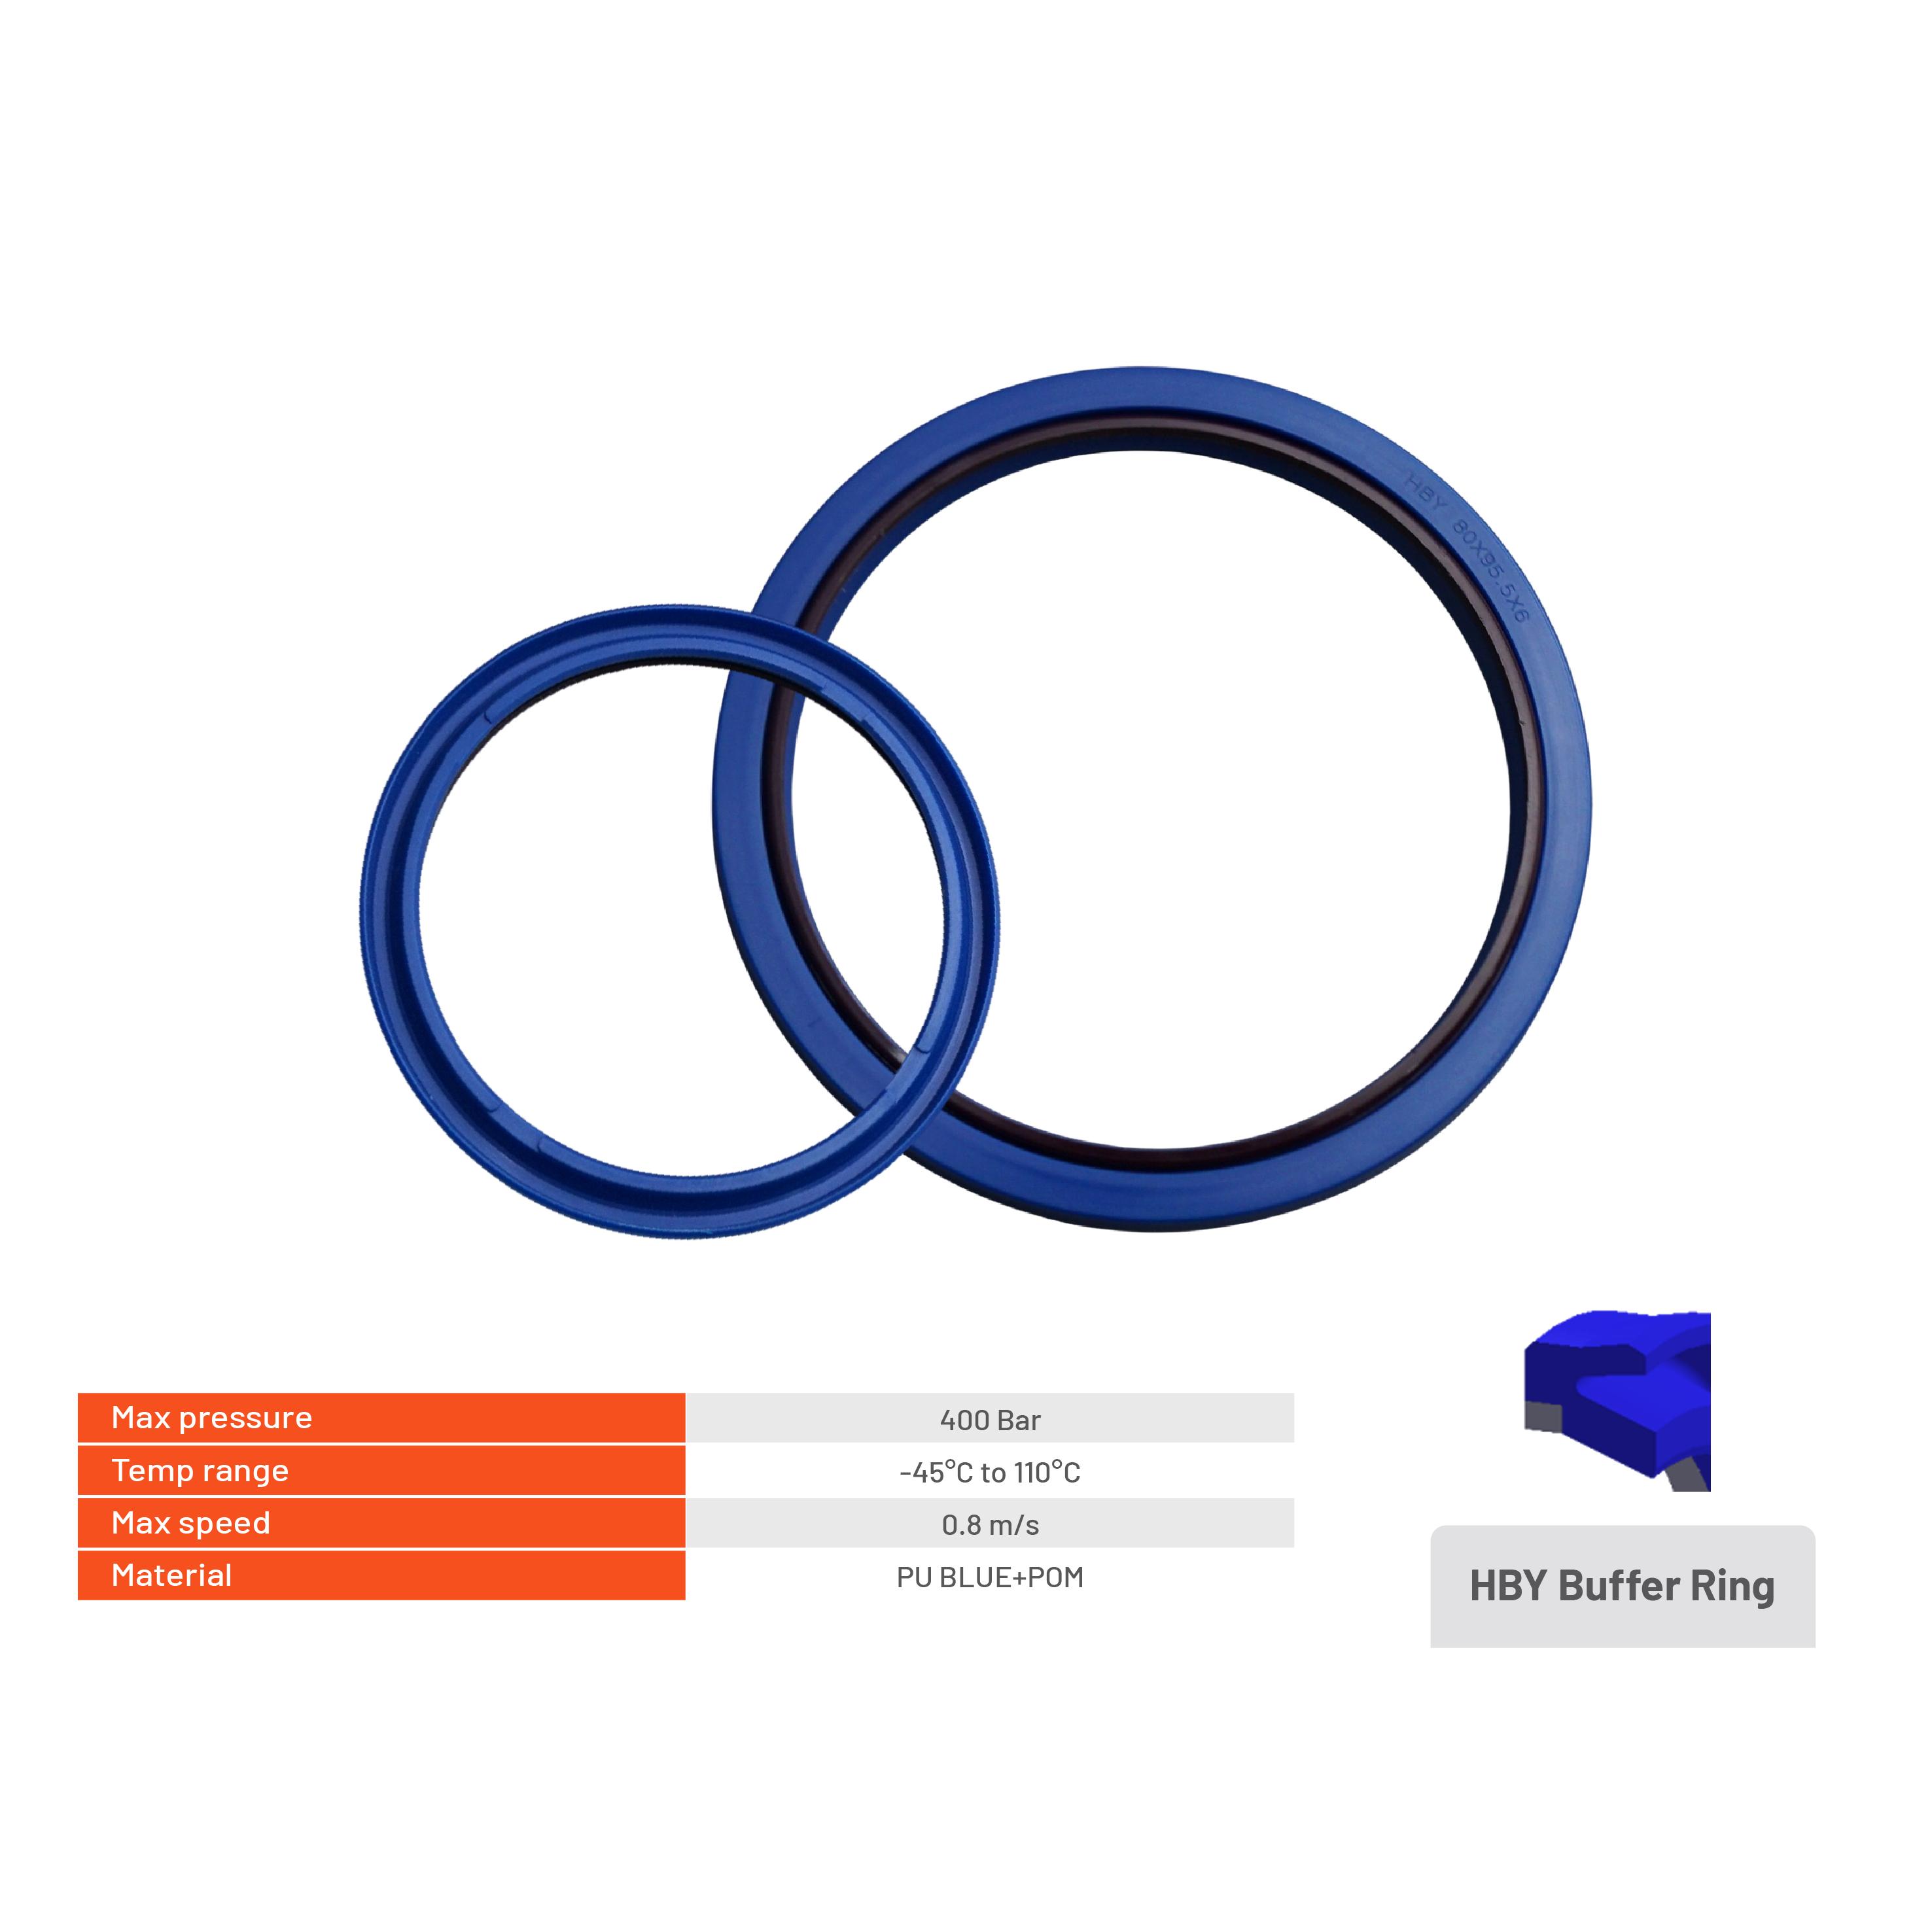 HBY 80X95.5X6
Max pressure 400 Bar
Temp range -45°C to 110°C
Max speed 0.8 m/s
Material PU BLUE+POM
HBY Buffer Ring